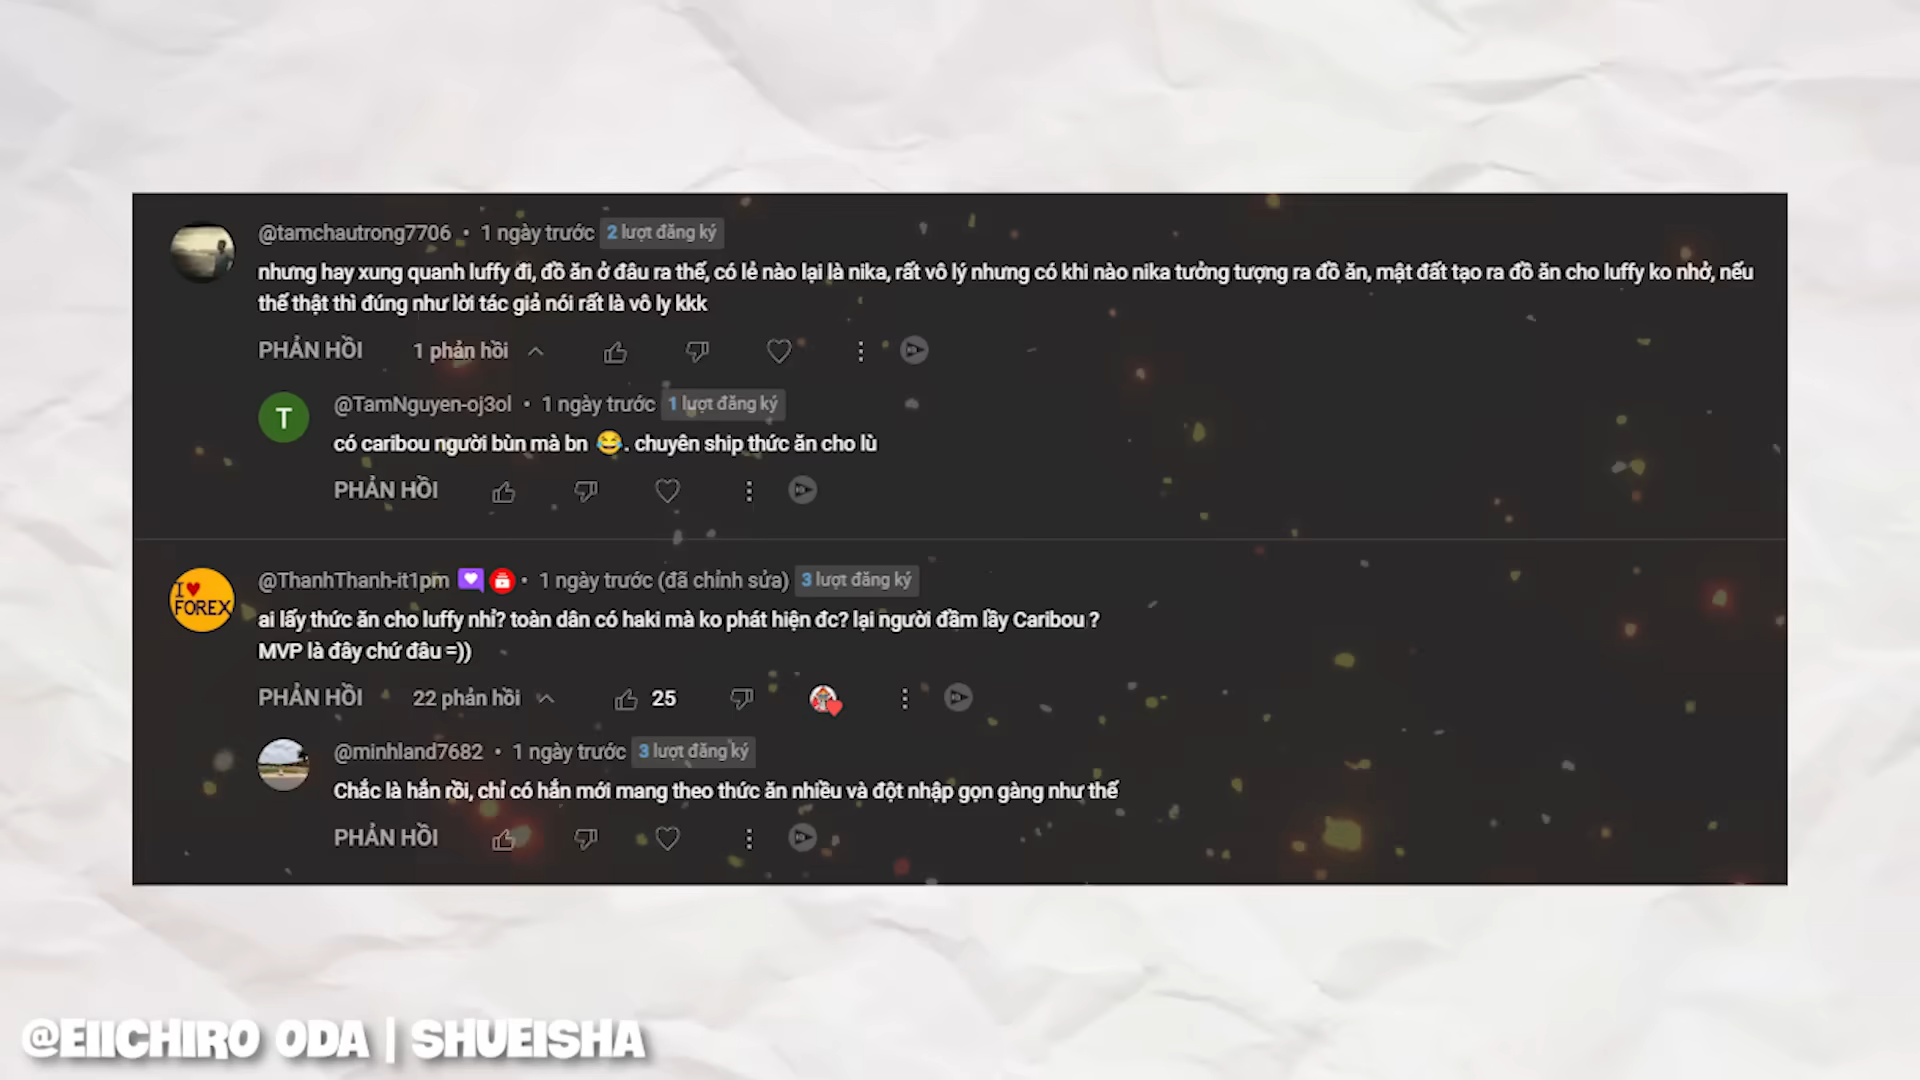 @tamchautrong7706 • 1 ngày trước 2 lượt đăng ký
nhưng hay xung quanh luffy đi, đồ ăn ở đâu ra thế, có lẻ nào lại là nika, rất vô lý nhưng có khi nào nika tưởng tượng ra đồ ăn, mật đất tạo ra đồ ăn cho luffy ko nhở, nếu
thế thật thì đúng như lời tác giả nói rất là vô ly kkk
PHẢN HỒI 1 phản hồi
T
@TamNguyen-oj3ol • 1 ngày trước 1 lượt đăng ký
có caribou người bùn mà bn 😂. chuyên ship thức ăn cho lù
PHẢN HỒI
I ♥ FOREX
@ThanhThanh-it1pm • 1 ngày trước (đã chỉnh sửa) 3 lượt đăng ký
ai lấy thức ăn cho luffy nhỉ? toàn dân có haki mà ko phát hiện đc? lại người đầm lầy Caribou ?
MVP là đây chứ đâu =))
PHẢN HỒI 22 phản hồi 25
@minhland7682 • 1 ngày trước 3 lượt đăng ký
Chắc là hắn rồi, chỉ có hắn mới mang theo thức ăn nhiều và đột nhập gọn gàng như thế
PHẢN HỒI
@EIICHIRO ODA | SHUEISHA